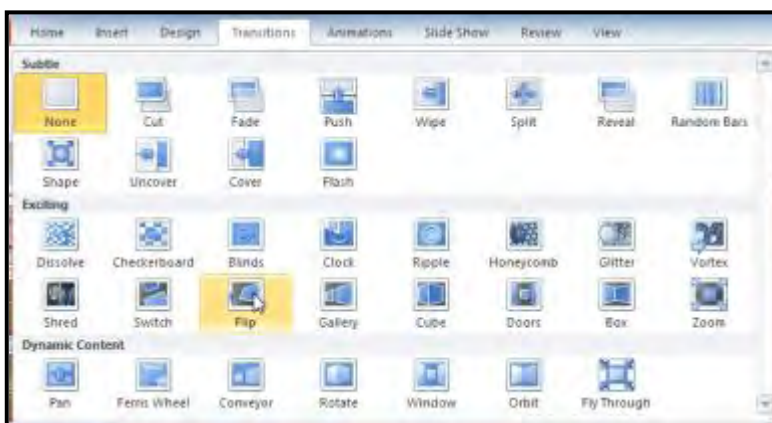 Home Insert Design Transitions Animations Slide Show Review View
Subtle
None Cut Fade Push Wipe Split Reveal Random Bars
Shape Uncover Cover Flash
Exciting
Dissolve Checkerboard Blinds Clock Ripple Honeycomb Glitter Vortex
Shred Switch Flip Gallery Cube Doors Box Zoom
Dynamic Content
Pan Ferris Wheel Conveyor Rotate Window Orbit Fly Through